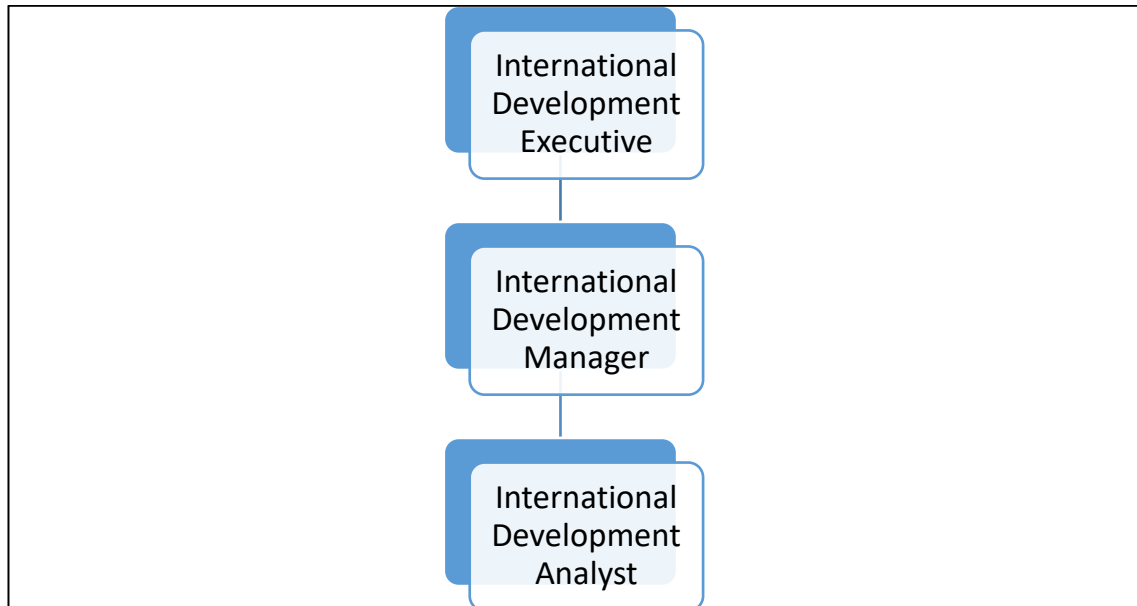 International
Development
Executive
International
Development
Manager
International
Development
Analyst